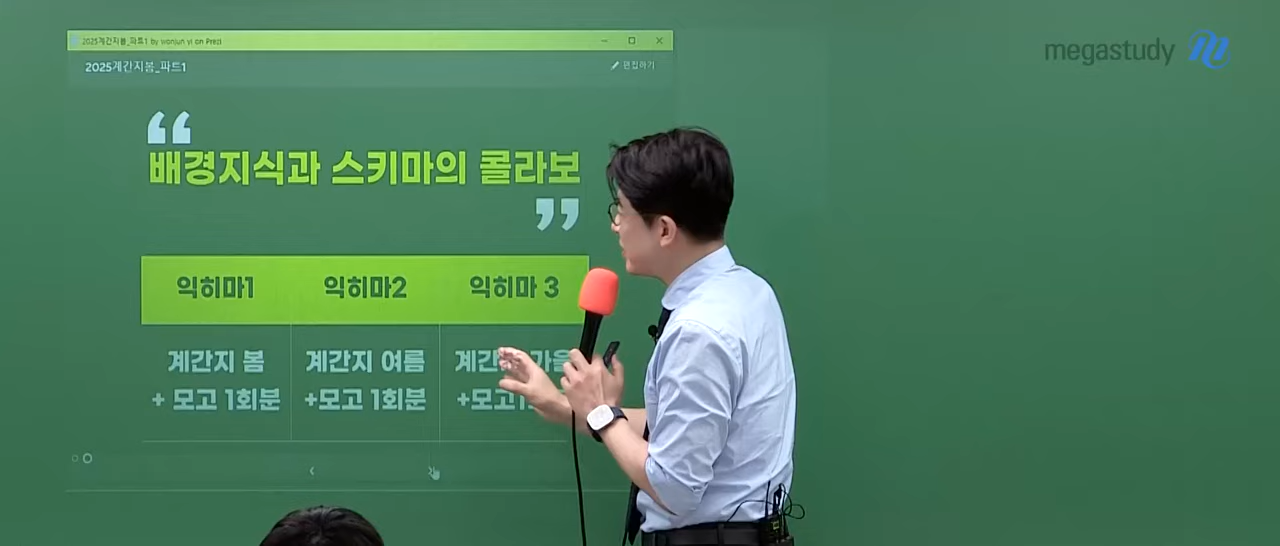 2025계간지봄_파트1 by wonjun yi on Prezi
megastudy
2025계간지봄_파트1
편집하기
“
배경지식과 스키마의 콜라보
”
익히마1 익히마2 익히마 3
계간지 봄 계간지 여름
+ 모고 1회분 +모고 1회분 +모고1